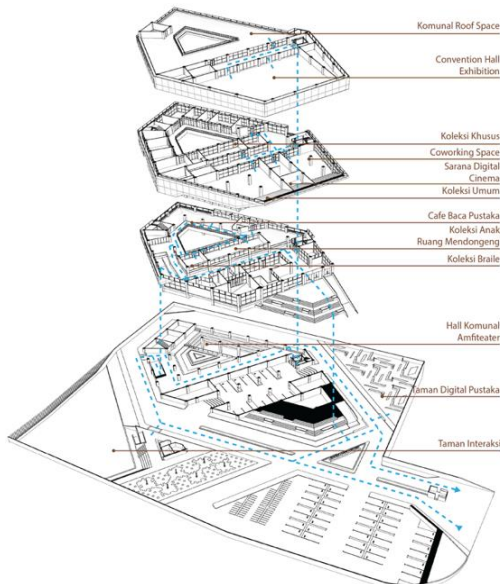 Komunal Roof Space
Convention Hall
Exhibition
Koleksi Khusus
Coworking Space
Sarana Digital
Cinema
Koleksi Umum
Cafe Baca Pustaka
Koleksi Anak
Ruang Mendongeng
Koleksi Braile
Hall Komunal
Amfiteater
Taman Digital Pustaka
Taman Interaksi